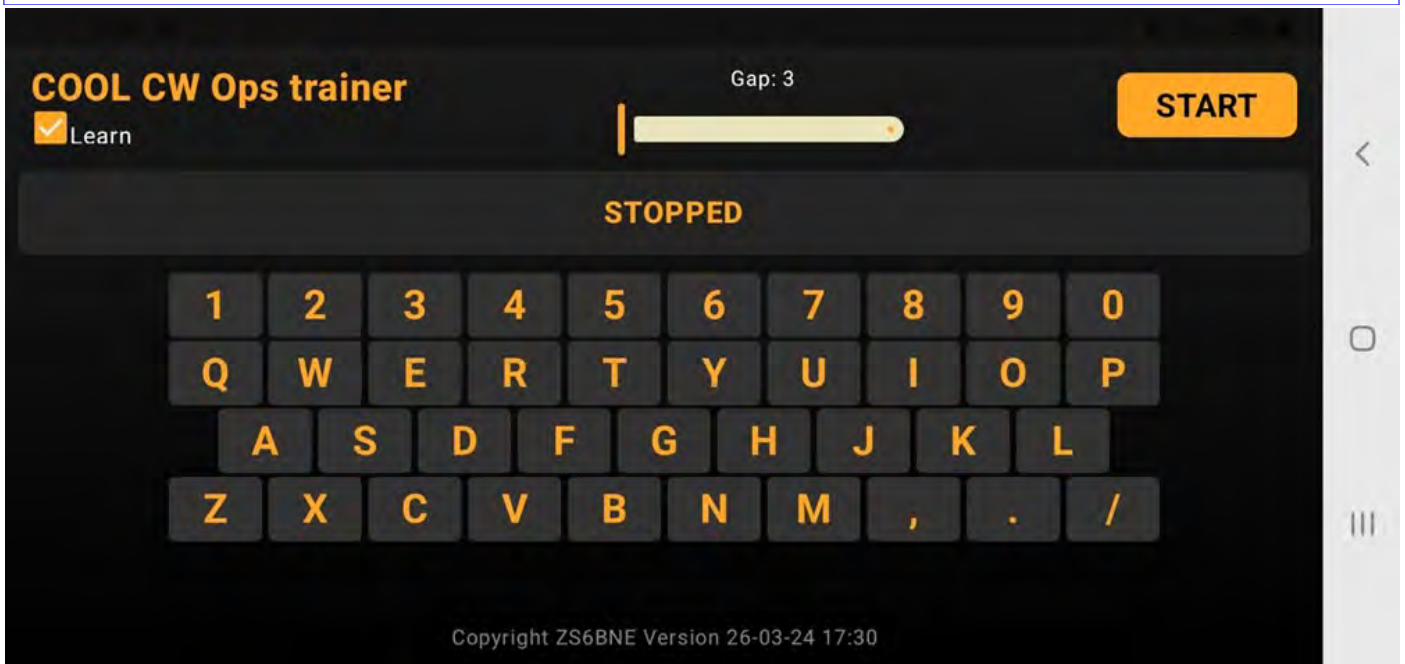 COOL CW Ops trainer
Gap: 3
START
Learn
STOPPED
1 2 3 4 5 6 7 8 9 0
Q W E R T Y U I O P
A S D F G H J K L
Z X C V B N M , . /
Copyright ZS6BNE Version 26-03-24 17:30